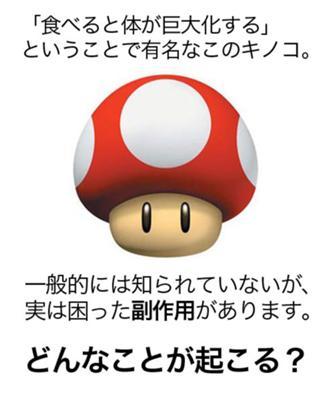 「食べると体が巨大化する」
ということで有名なこのキノコ。
一般的には知られていないが、
実は困った副作用があります。
どんなことが起こる？